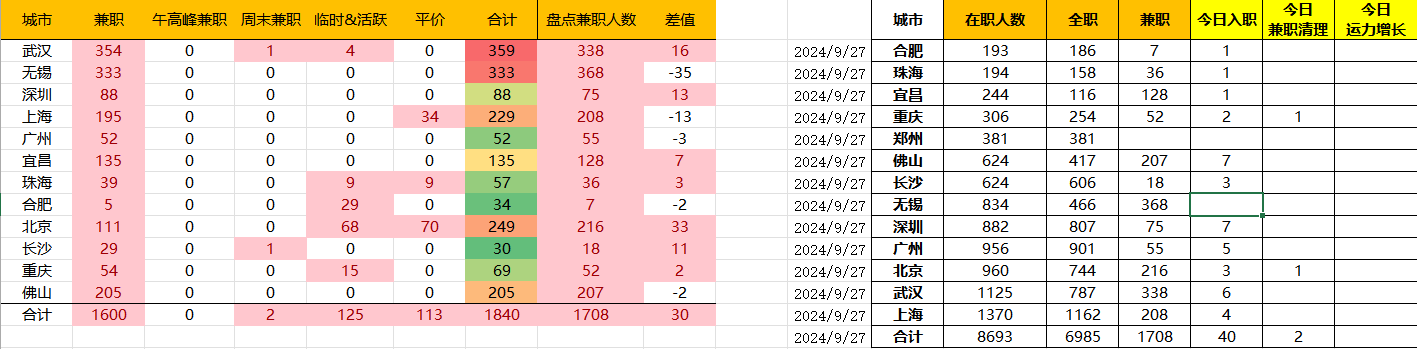 城市 兼职 午高峰兼职 周末兼职 临时&活跃 平价 合计 盘点兼职人数 差值 城市 在职人数 全职 兼职 今日入职 今日兼职清理 今日运力增长
武汉 354 0 1 4 0 359 338 16 2024/9/27 合肥 193 186 7 1
无锡 333 0 0 0 0 333 368 -35 2024/9/27 珠海 194 158 36 1
深圳 88 0 0 0 0 88 75 13 2024/9/27 宜昌 244 116 128 1
上海 195 0 0 0 34 229 208 -13 2024/9/27 重庆 306 254 52 2 1
广州 52 0 0 0 0 52 55 -3 2024/9/27 郑州 381 381
宜昌 135 0 0 0 0 135 128 7 2024/9/27 佛山 624 417 207 7
珠海 39 0 0 9 9 57 36 3 2024/9/27 长沙 624 606 18 3
合肥 5 0 0 29 0 34 7 -2 2024/9/27 无锡 834 466 368
北京 111 0 0 68 70 249 216 33 2024/9/27 深圳 882 807 75 7
长沙 29 0 1 0 0 30 18 11 2024/9/27 广州 956 901 55 5
重庆 54 0 0 15 0 69 52 2 2024/9/27 北京 960 744 216 3 1
佛山 205 0 0 0 0 205 207 -2 2024/9/27 武汉 1125 787 338 6
合计 1600 0 2 125 113 1840 1708 30 2024/9/27 上海 1370 1162 208 4
2024/9/27 合计 8693 6985 1708 40 2